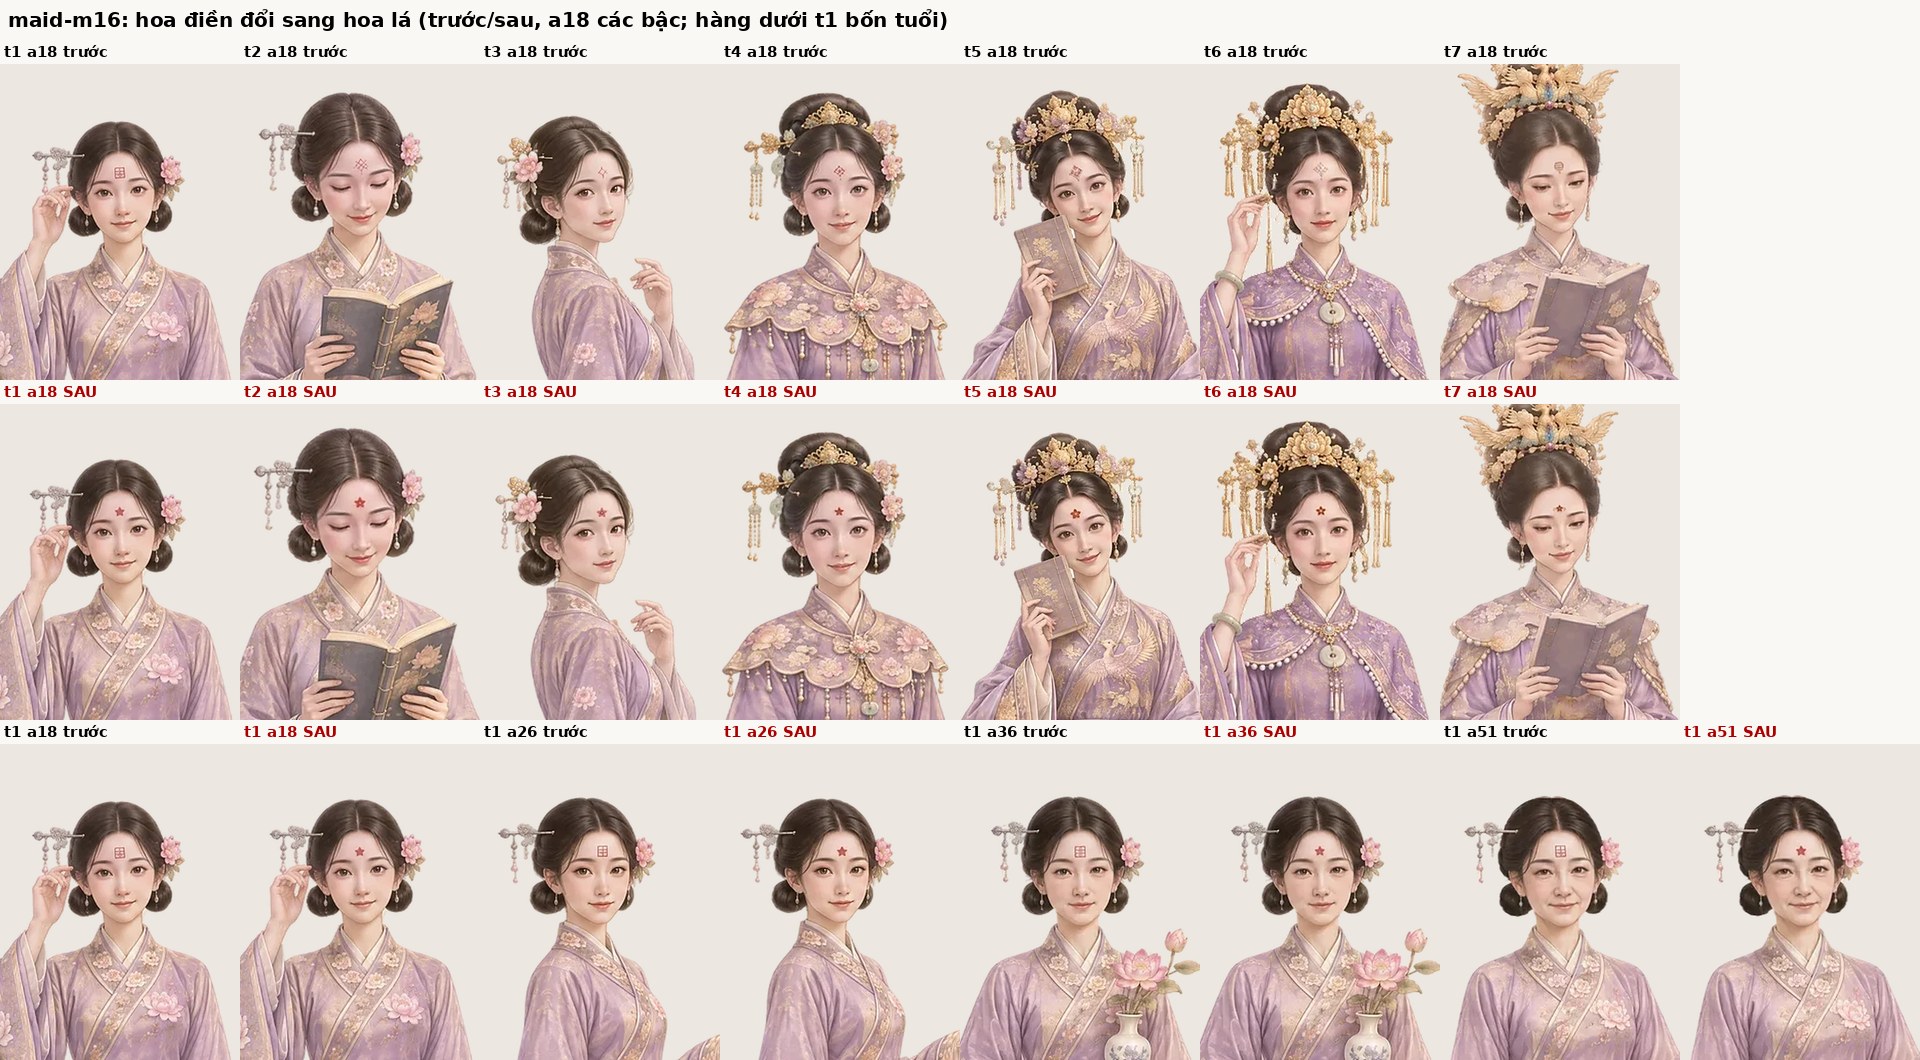 maid-m16: hoa điền đổi sang hoa lá (trước/sau, a18 các bậc; hàng dưới t1 bốn tuổi)
t1 a18 trước
t2 a18 trước
t3 a18 trước
t4 a18 trước
t5 a18 trước
t6 a18 trước
t7 a18 trước
t1 a18 SAU
t2 a18 SAU
t3 a18 SAU
t4 a18 SAU
t5 a18 SAU
t6 a18 SAU
t7 a18 SAU
t1 a18 trước
t1 a18 SAU
t1 a26 trước
t1 a26 SAU
t1 a36 trước
t1 a36 SAU
t1 a51 trước
t1 a51 SAU